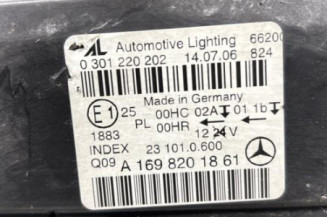 AL Automotive Lighting 6620
0 301 220 202 14.07.06 824
Made in Germany
E1 25 00HC 02A 01 1b
1883 PL 00HR 12 24 V
INDEX 23 101.0.600
Q09 A 169 820 18 61